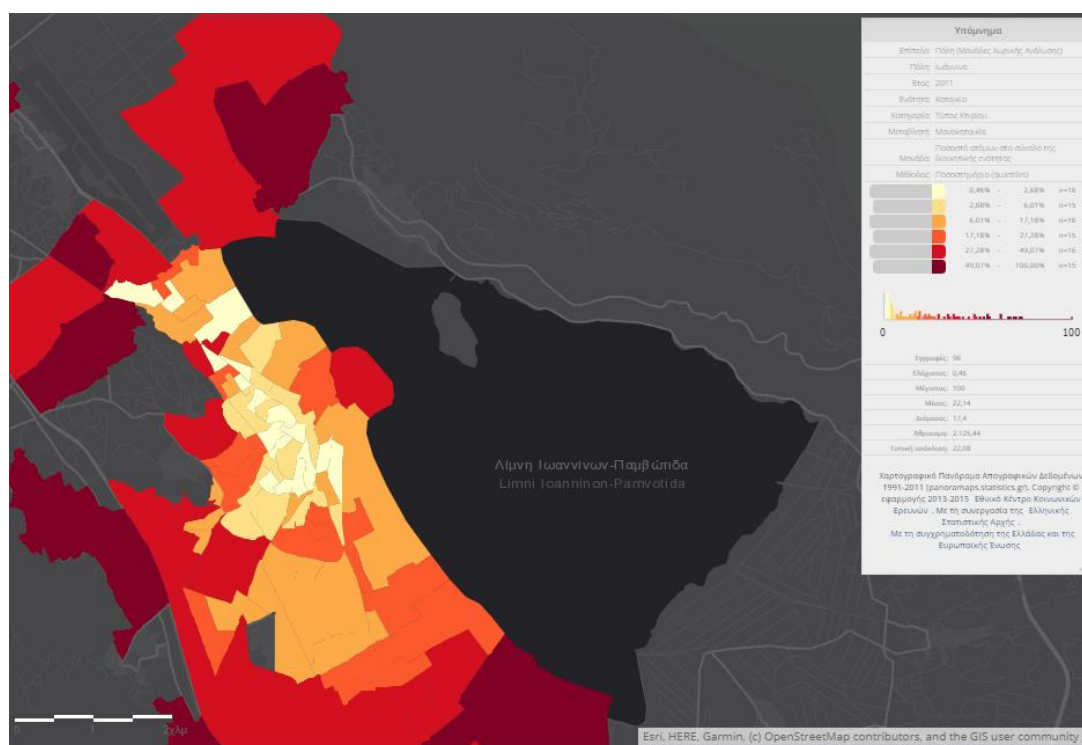 Υπόμνημα
Επίπεδο: Πόλη (Μονάδες Χωρικής Ανάλυσης)
Πόλη: Ιωάννινα
Έτος: 2011
Ενότητα: Κατοικία
Κατηγορία: Τύπος Κτιρίου
Μεταβλητή: Μονοκατοικία
Ποσοστό ατόμων στο σύνολο της
Μονάδα: διοικητικής ενότητας
Μέθοδος: Ποσοστημόρια (quantiles)
0,46% - 2,68% n=16
2,68% - 6,01% n=15
6,01% - 17,18% n=16
17,18% - 27,28% n=15
27,28% - 49,07% n=16
49,07% - 100,00% n=15
0 100
Εγγραφές: 96
Ελάχιστος: 0,46
Μέγιστος: 100
Μέσος: 22,14
Διάμεσος: 17,4
Άθροισμα: 2.125,44
Τυπική απόκλιση: 22,08
Χαρτογραφικό Πανόραμα Απογραφικών Δεδομένων
1991-2011 (panoramaps.statistics.gr). Copyright ©
εφαρμογής 2013-2015 Εθνικό Κέντρο Κοινωνικών
Ερευνών . Με τη συνεργασία της Ελληνικής
Στατιστικής Αρχής .
Με τη συγχρηματοδότηση της Ελλάδας και της
Ευρωπαϊκής Ένωσης
Λίμνη Ιωαννίνων-Παμβώτιδα
Limni Ioanninon-Pamvotida
0 1 2χλμ
Esri, HERE, Garmin, (c) OpenStreetMap contributors, and the GIS user community